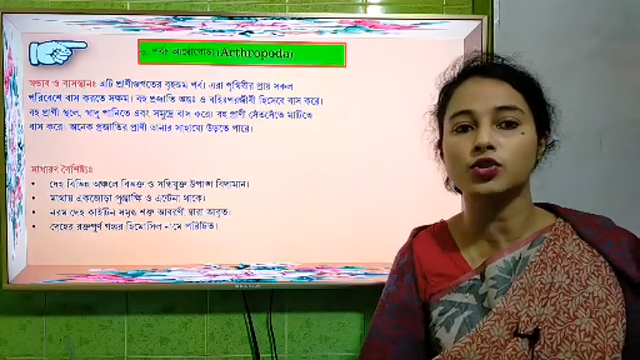 পর্বঃ আর্থ্রোপোডা (Arthropoda)
স্বভাব ও বাসস্থানঃ এটি প্রাণীজগতের বৃহত্তম পর্ব। এরা পৃথিবীর প্রায় সকল
পরিবেশে বাস করতে সক্ষম। বহু প্রজাতি অন্তঃ ও বহিঃপরজীবী হিসেবে বাস করে।
বহু প্রাণী স্থলে, স্বাদু পানিতে এবং সমুদ্রে বাস করে। বহু প্রাণী সেঁতসেঁতে মাটিতে
বাস করে। অনেক প্রজাতির প্রাণী ডানার সাহায্যে উড়তে পারে।
সাধারণ বৈশিষ্ট্যঃ
• দেহ বিভিন্ন অঞ্চলে বিভক্ত ও সন্ধিযুক্ত উপাঙ্গ বিদ্যমান।
• মাথায় একজোড়া পুঞ্জাক্ষি ও এন্টেনা থাকে।
• নরম দেহ কাইটিন সমৃদ্ধ শক্ত আবরণী দ্বারা আবৃত।
• দেহের রক্তপূর্ণ গহ্বর হিমোসিল নামে পরিচিত।